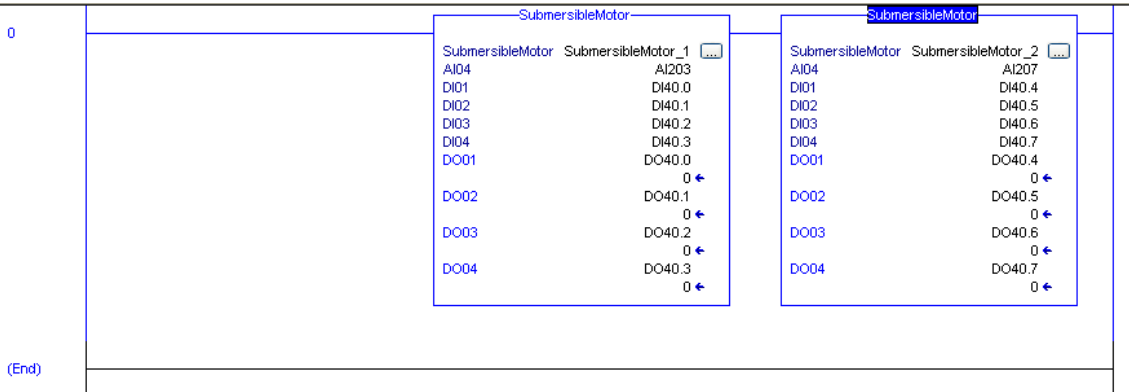 SubmersibleMotor SubmersibleMotor
0
SubmersibleMotor SubmersibleMotor_1 ... SubmersibleMotor SubmersibleMotor_2 ...
AI04 AI203 AI04 AI207
DI01 DI40.0 DI01 DI40.4
DI02 DI40.1 DI02 DI40.5
DI03 DI40.2 DI03 DI40.6
DI04 DI40.3 DI04 DI40.7
DO01 DO40.0 DO01 DO40.4
0 0
DO02 DO40.1 DO02 DO40.5
0 0
DO03 DO40.2 DO03 DO40.6
0 0
DO04 DO40.3 DO04 DO40.7
0 0
(End)